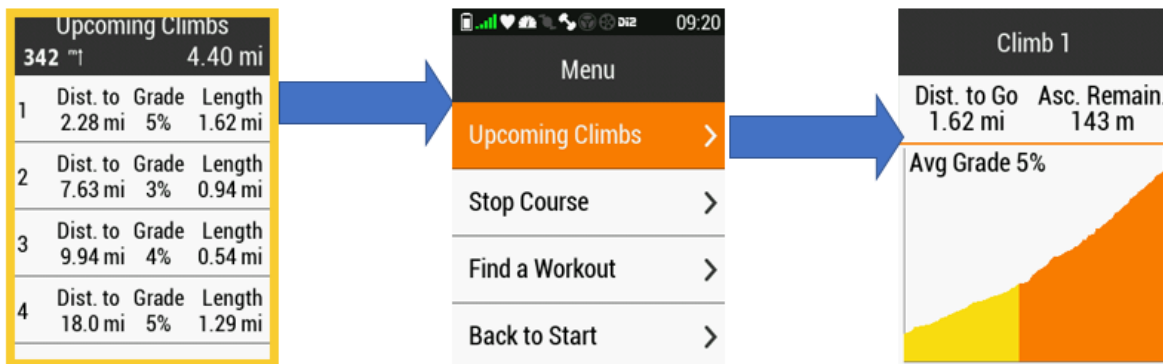 Upcoming Climbs
342 m↑ 4.40 mi
1 Dist. to Grade Length
2.28 mi 5% 1.62 mi
2 Dist. to Grade Length
7.63 mi 3% 0.94 mi
3 Dist. to Grade Length
9.94 mi 4% 0.54 mi
4 Dist. to Grade Length
18.0 mi 5% 1.29 mi
Di2 09:20
Menu
Upcoming Climbs
Stop Course
Find a Workout
Back to Start
Climb 1
Dist. to Go Asc. Remain.
1.62 mi 143 m
Avg Grade 5%